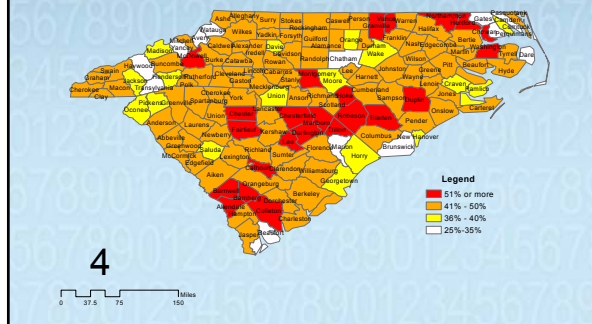 Ashe Alleghany Surry Stokes Rockingham Caswell Person Granville Vance Warren Northampton Hertford Gates Pasquotank Camden Currituck
Watauga Wilkes Yadkin Forsyth Guilford Alamance Orange Durham Franklin Halifax Bertie Chowan Perquimans
Mitchell Avery Yancey Caldwell Alexander Davie Davidson Randolph Chatham Wake Nash Edgecombe Martin Washington Tyrrell Dare
Madison Burke Iredell Rowan Catawba Johnston Wilson Pitt Beaufort Hyde
Haywood Buncombe McDowell Rutherford Cleveland Lincoln Cabarrus Stanly Montgomery Moore Lee Harnett Wayne Greene Lenoir Craven Pamlico
Swain Graham Jackson Henderson Polk Gaston Mecklenburg Cherokee Macon Clay Transylvania
Union Anson Richmond Hoke Scotland Cumberland Sampson Duplin Jones Onslow Carteret
Oconee Pickens Greenville Spartanburg Cherokee York Union Chester Lancaster Chesterfield Marlboro Robeson Bladen Pender
Anderson Laurens Fairfield Kershaw Darlington Dillon Columbus New Hanover Brunswick
Abbeville Newberry Lee Florence Marion Horry
Greenwood McCormick Saluda Edgefield Lexington Richland Sumter Clarendon Williamsburg Georgetown
Aiken Calhoun Orangeburg Berkeley
Barnwell Bamberg Dorchester
Allendale Hampton Colleton Charleston
Jasper Beaufort
Legend
51% or more
41% - 50%
36% - 40%
25%-35%
4
0 37.5 75 150
Miles